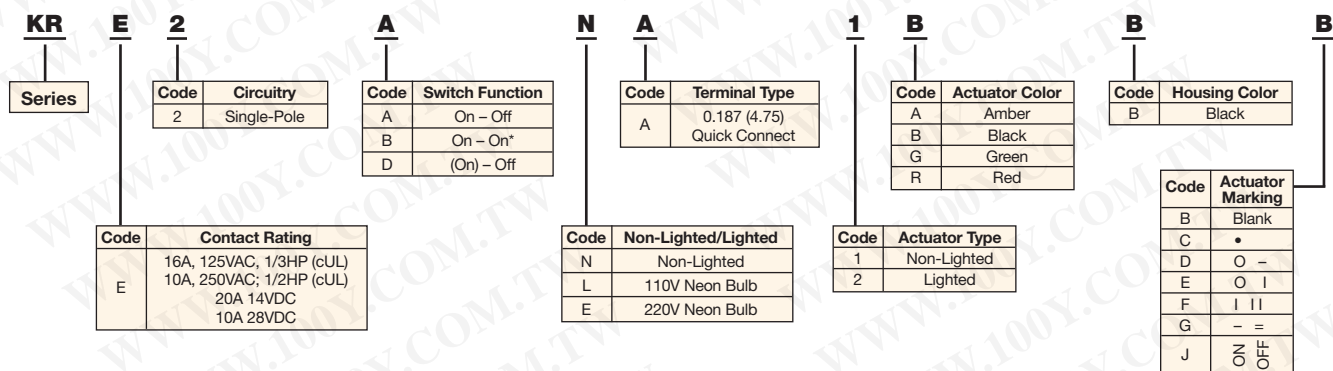 KR E 2 A N A 1 B B B
Series
Code Circuitry
2 Single-Pole
Code Switch Function
A On – Off
B On – On*
D (On) – Off
Code Terminal Type
A 0.187 (4.75)
Quick Connect
Code Actuator Color
A Amber
B Black
G Green
R Red
Code Housing Color
B Black
Code Contact Rating
E 16A, 125VAC, 1/3HP (cUL)
10A, 250VAC; 1/2HP (cUL)
20A 14VDC
10A 28VDC
Code Non-Lighted/Lighted
N Non-Lighted
L 110V Neon Bulb
E 220V Neon Bulb
Code Actuator Type
1 Non-Lighted
2 Lighted
Code Actuator
Marking
B Blank
C •
D O –
E O I
F I II
G – =
J ON OFF
WWW.100Y.COM.TW